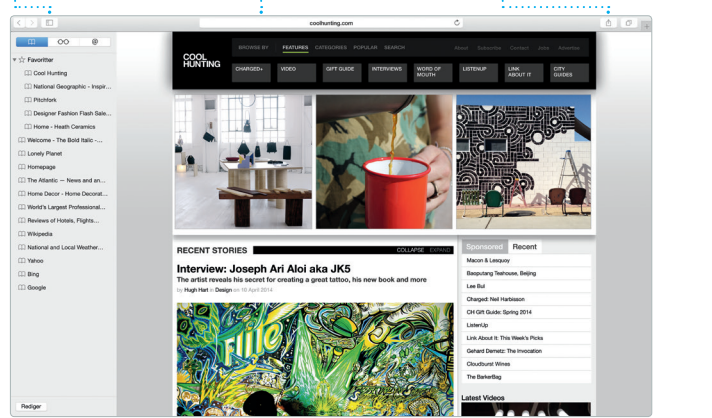 coolhunting.com
@
Favoritter
Cool Hunting
National Geographic - Inspir...
Pitchfork
Designer Fashion Flash Sale...
Home - Heath Ceramics
Welcome - The Bold Italic -...
Lonely Planet
Homepage
The Atlantic — News and an...
Home Decor - Home Decorat...
World's Largest Professional...
Reviews of Hotels, Flights...
Wikipedia
National and Local Weather...
Yahoo
Bing
Google
Rediger
COOL
HUNTING
BROWSE BY FEATURES CATEGORIES POPULAR SEARCH
About Subscribe Contact Jobs Advertise
CHARGED+ VIDEO GIFT GUIDE INTERVIEWS WORD OF MOUTH LISTENUP LINK ABOUT IT CITY GUIDES
RECENT STORIES COLLAPSE EXPAND
Interview: Joseph Ari Aloi aka JK5
The artist reveals his secret for creating a great tattoo, his new book and more
by Hugh Hart in Design on 16 April 2014
Sponsored Recent
Macon & Lesquoy
Baoputang Teahouse, Beijing
Lee Bul
Charged: Neil Harbisson
CH Gift Guide: Spring 2014
ListenUp
Link About It: This Week's Picks
Gehard Demetz: The Invocation
Cloudburst Wines
The BarkerBag
Latest Videos